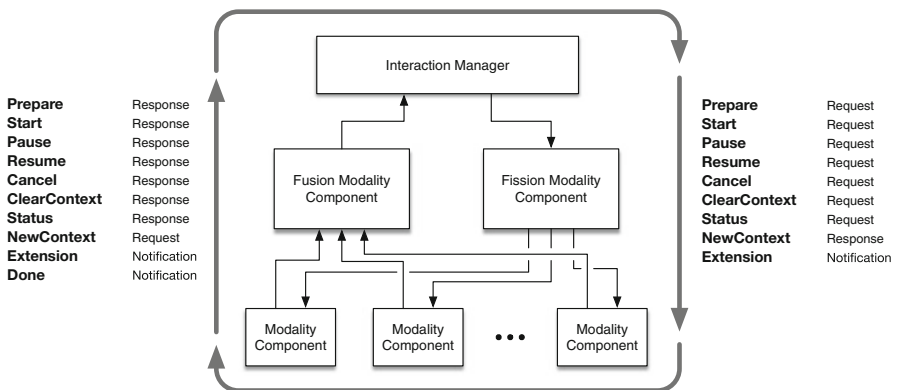 Interaction Manager
Prepare Response
Start Response
Pause Response
Resume Response
Cancel Response
ClearContext Response
Status Response
NewContext Request
Extension Notification
Done Notification
Fusion Modality
Component
Fission Modality
Component
Prepare Request
Start Request
Pause Request
Resume Request
Cancel Request
ClearContext Request
Status Request
NewContext Response
Extension Notification
Modality
Component
Modality
Component
Modality
Component